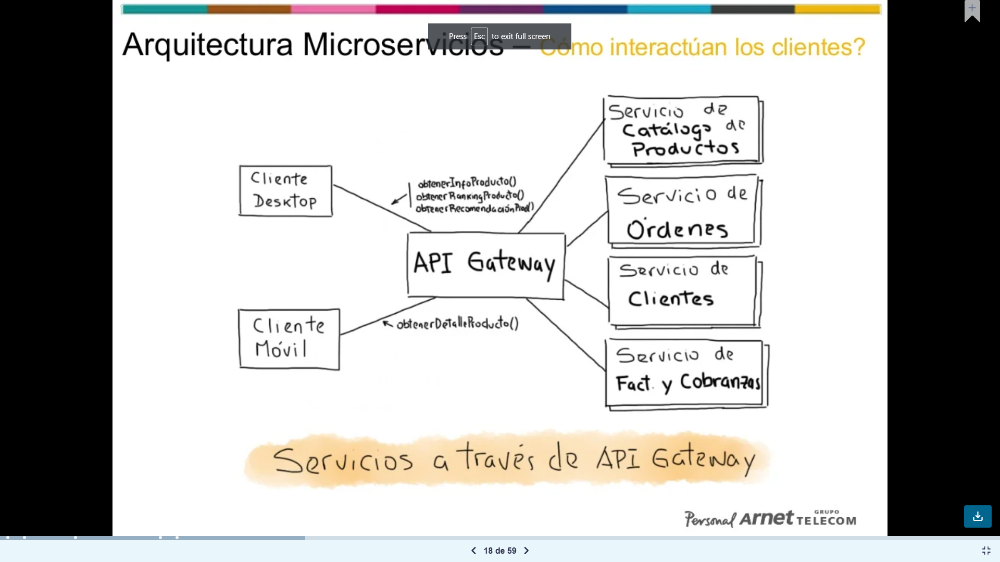 Arquitectura Microservicios – Cómo interactúan los clientes?
Press Esc to exit full screen
Servicio de
Catálogo de
Productos
Cliente
Desktop
obtenerInfoProducto()
obtenerRankingProducto()
obtenerRecomendaciónProd()
Servicio de
Órdenes
API Gateway
Servicio de
Clientes
Cliente
Móvil
obtenerDetalleProducto()
Servicio de
Fact. y Cobranzas
Servicios a través de API Gateway
Personal Arnet GRUPO TELECOM
18 de 59